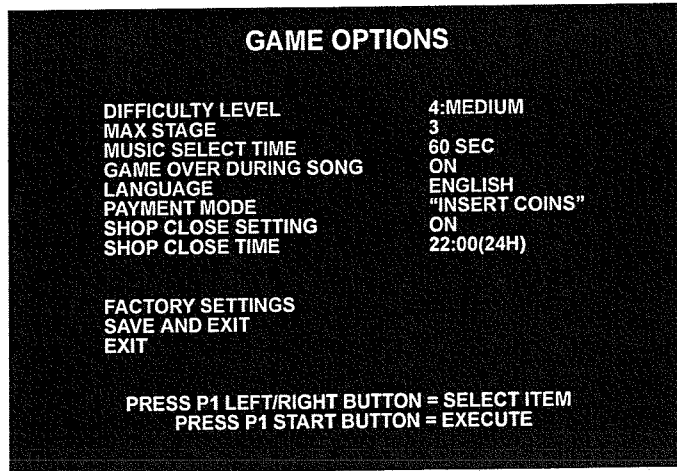 GAME OPTIONS
DIFFICULTY LEVEL 4:MEDIUM
MAX STAGE 3
MUSIC SELECT TIME 60 SEC
GAME OVER DURING SONG ON
LANGUAGE ENGLISH
PAYMENT MODE “INSERT COINS”
SHOP CLOSE SETTING ON
SHOP CLOSE TIME 22:00(24H)
FACTORY SETTINGS
SAVE AND EXIT
EXIT
PRESS P1 LEFT/RIGHT BUTTON = SELECT ITEM
PRESS P1 START BUTTON = EXECUTE